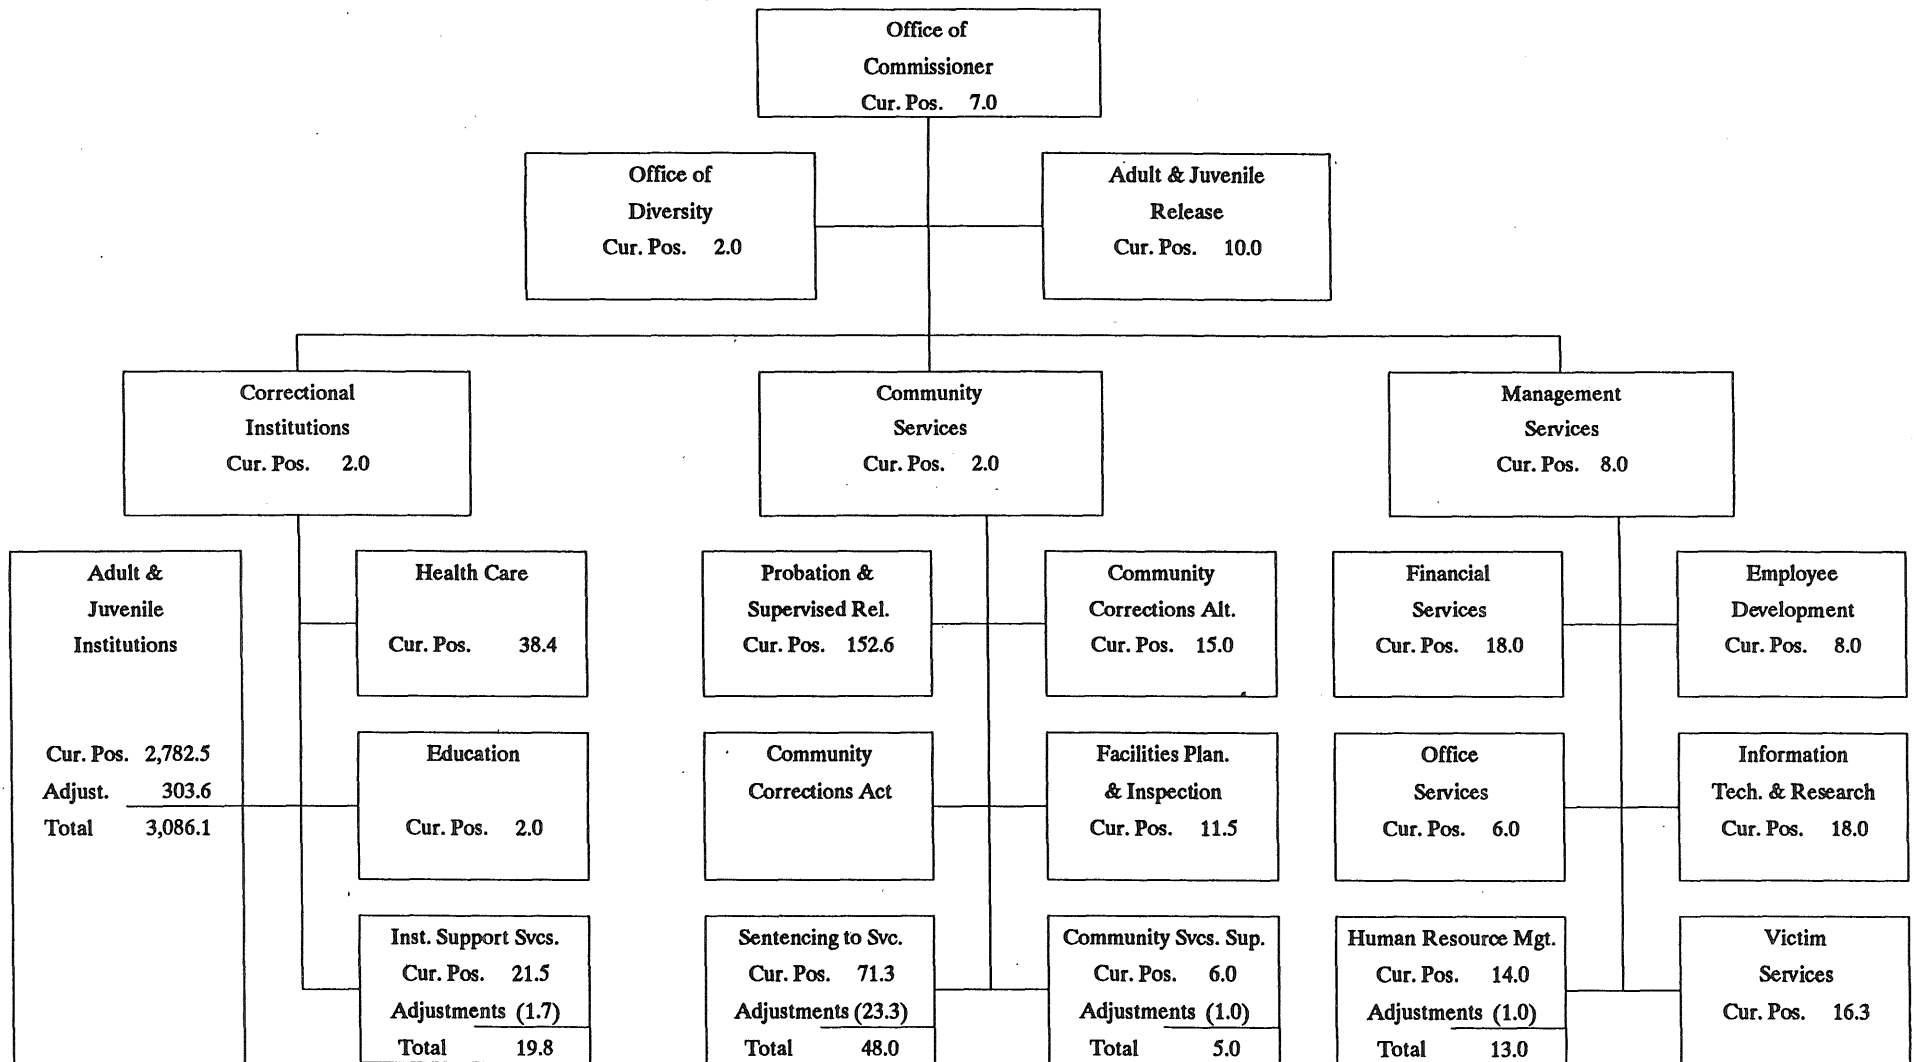 Office of
Commissioner
Cur. Pos. 7.0
Office of
Diversity
Cur. Pos. 2.0
Adult & Juvenile
Release
Cur. Pos. 10.0
Correctional
Institutions
Cur. Pos. 2.0
Community
Services
Cur. Pos. 2.0
Management
Services
Cur. Pos. 8.0
Adult &
Juvenile
Institutions
Cur. Pos. 2,782.5
Adjust. 303.6
Total 3,086.1
Health Care
Cur. Pos. 38.4
Education
Cur. Pos. 2.0
Inst. Support Svcs.
Cur. Pos. 21.5
Adjustments (1.7)
Total 19.8
Probation &
Supervised Rel.
Cur. Pos. 152.6
Community
Corrections Alt.
Cur. Pos. 15.0
Community
Corrections Act
Facilities Plan.
& Inspection
Cur. Pos. 11.5
Sentencing to Svc.
Cur. Pos. 71.3
Adjustments (23.3)
Total 48.0
Community Svcs. Sup.
Cur. Pos. 6.0
Adjustments (1.0)
Total 5.0
Financial
Services
Cur. Pos. 18.0
Employee
Development
Cur. Pos. 8.0
Office
Services
Cur. Pos. 6.0
Information
Tech. & Research
Cur. Pos. 18.0
Human Resource Mgt.
Cur. Pos. 14.0
Adjustments (1.0)
Total 13.0
Victim
Services
Cur. Pos. 16.3